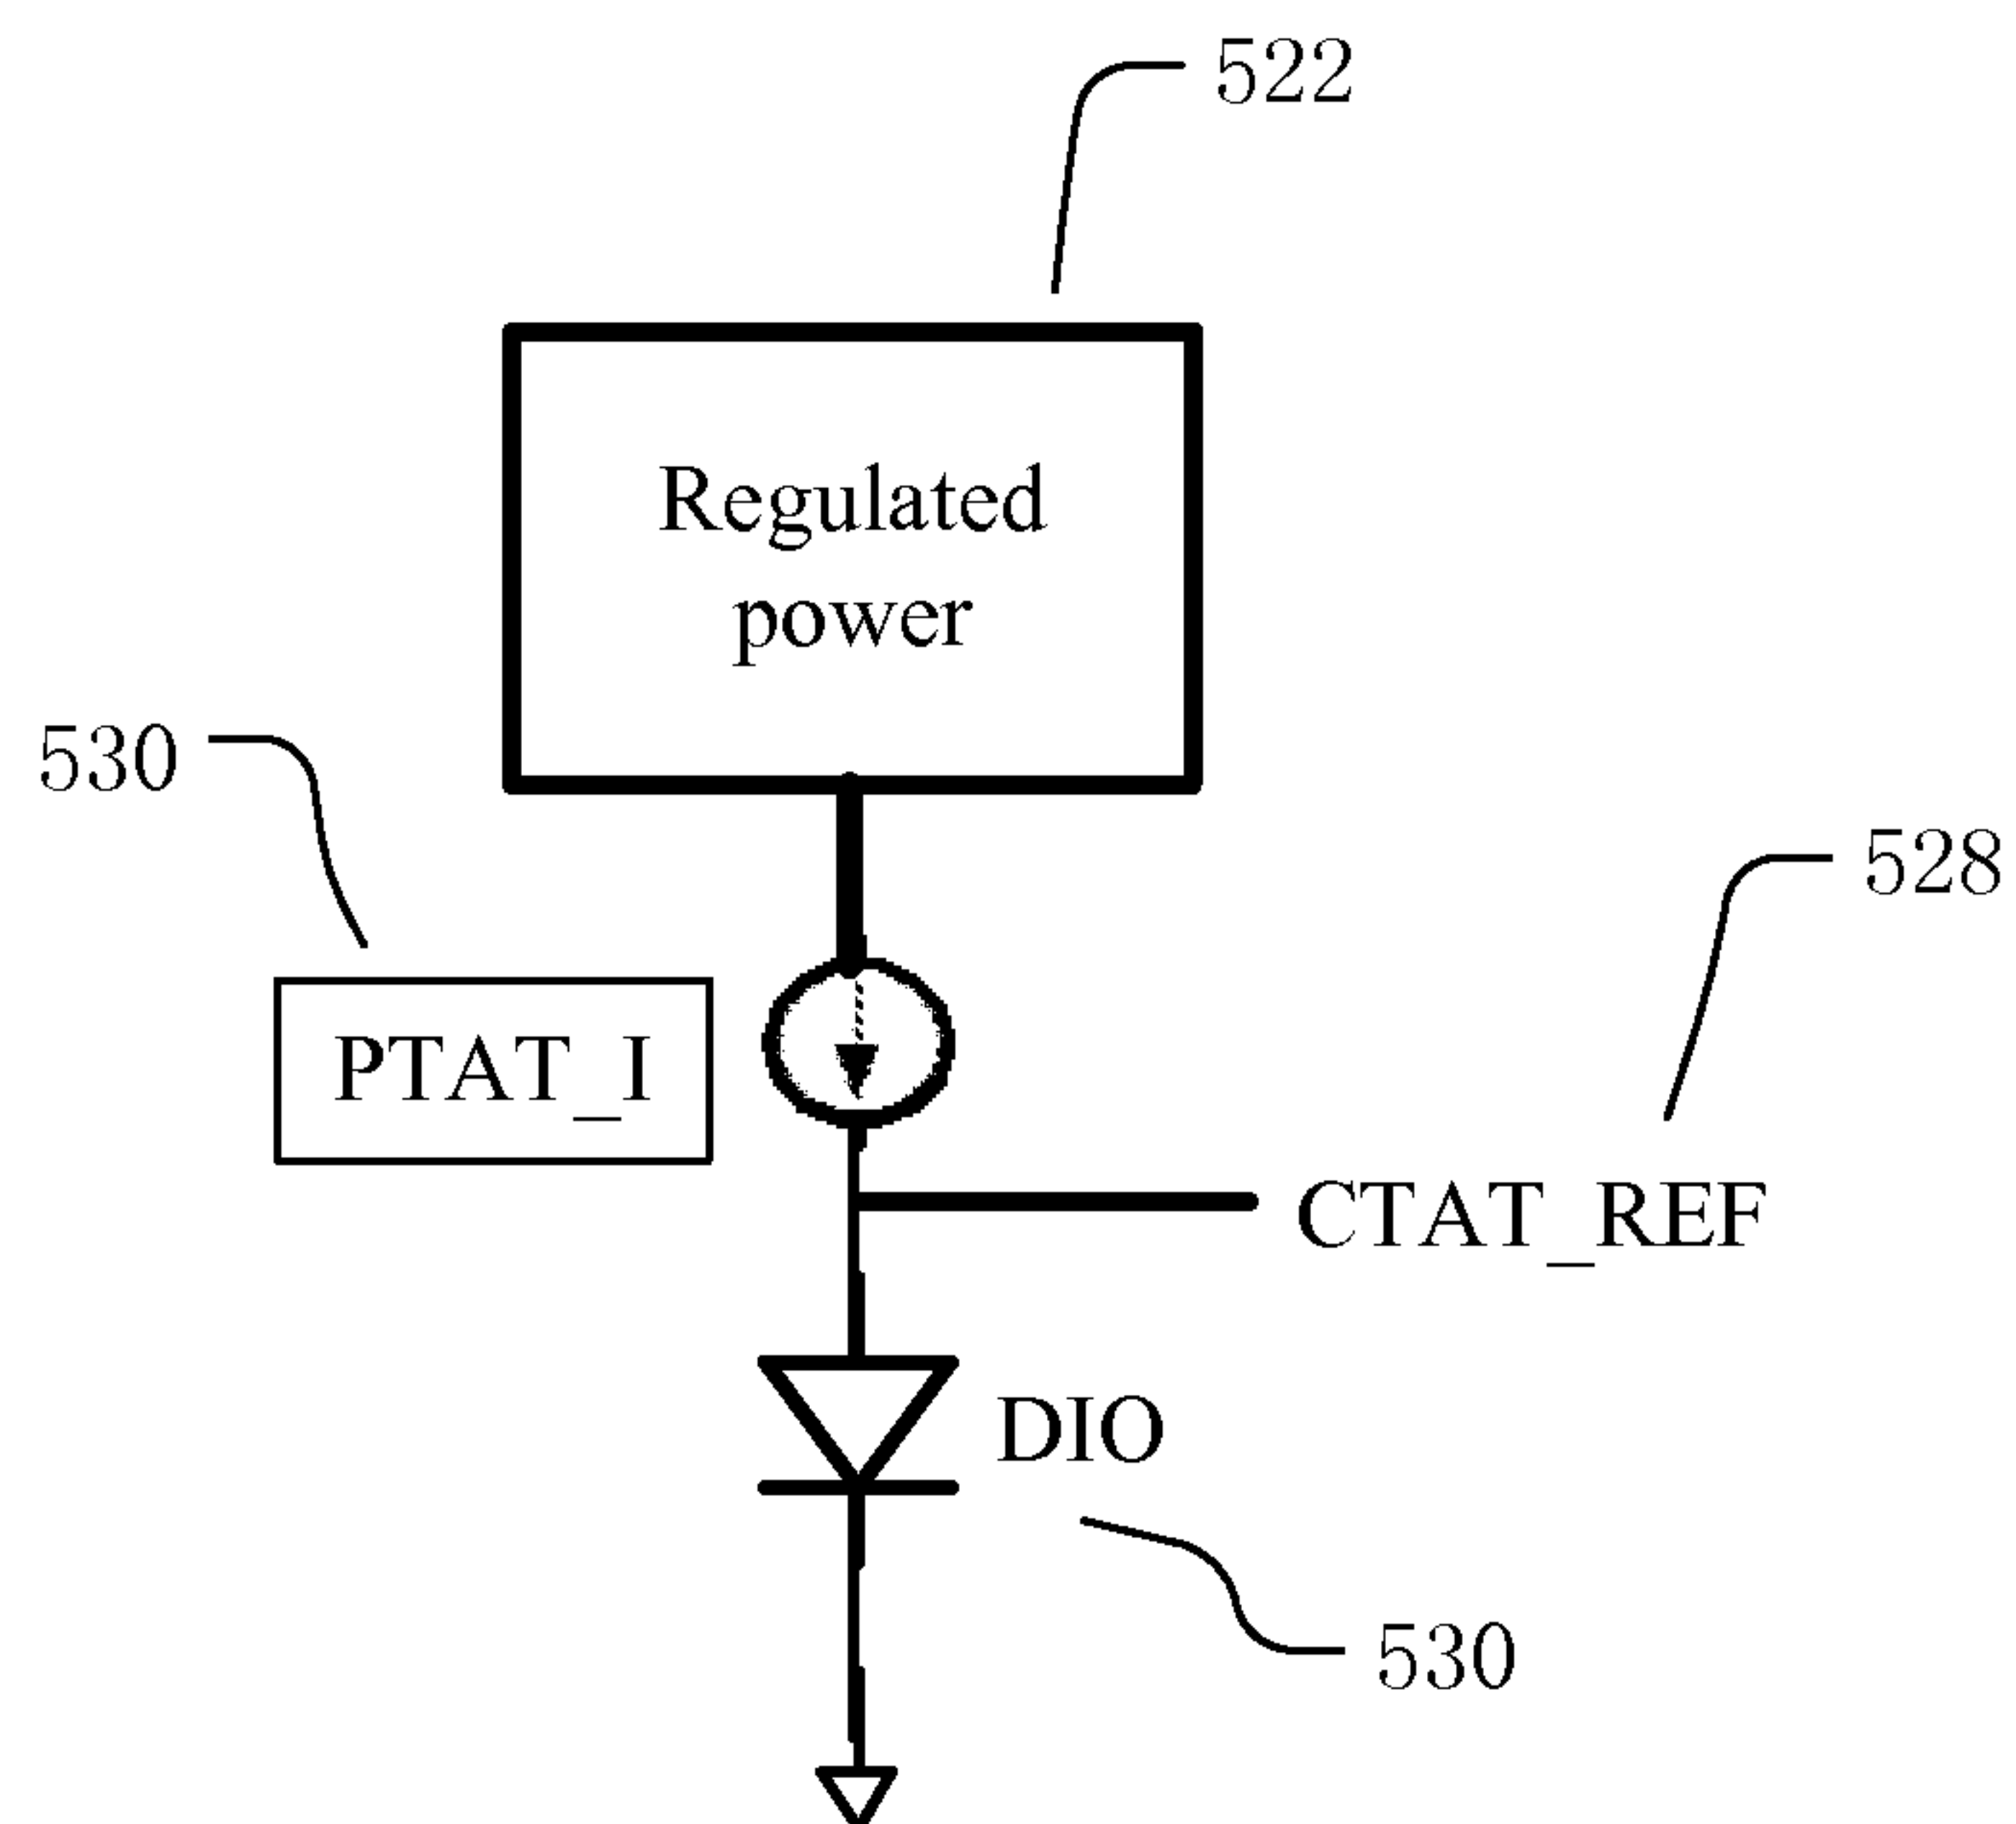 522
Regulated
power
530
528
PTAT_I
CTAT_REF
DIO
530